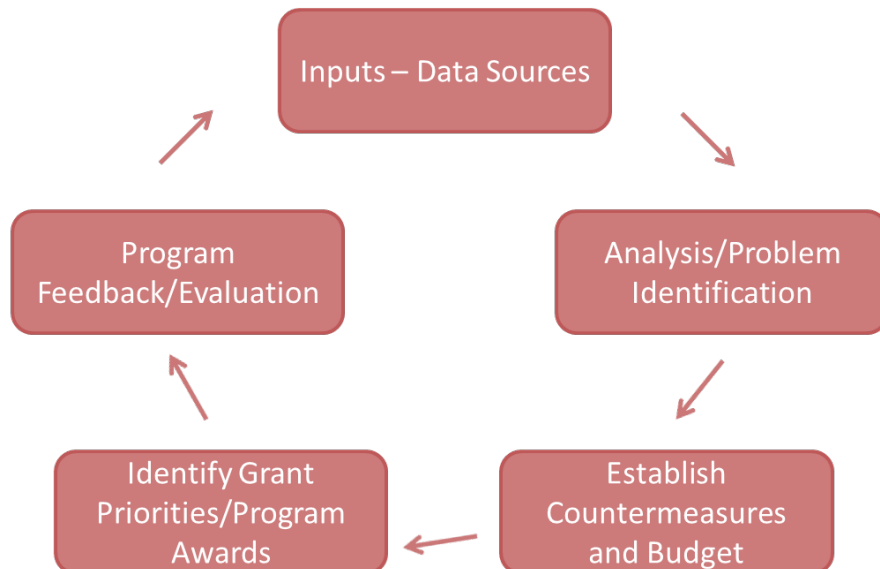 Inputs – Data Sources
Analysis/Problem
Identification
Establish
Countermeasures
and Budget
Identify Grant
Priorities/Program
Awards
Program
Feedback/Evaluation